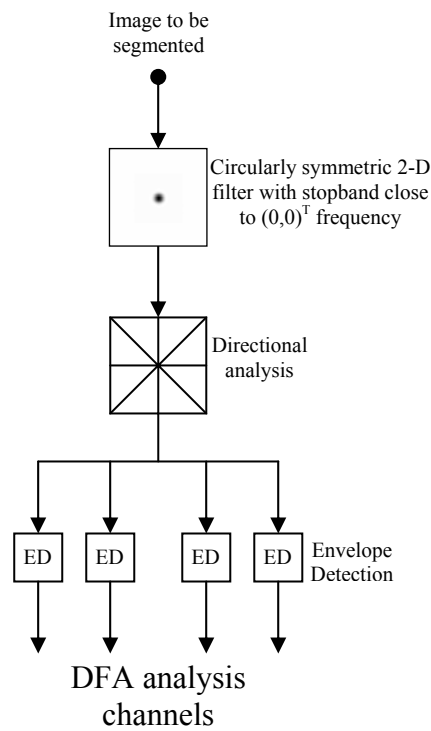 Image to be
segmented
Circularly symmetric 2-D
filter with stopband close
to (0,0)^T frequency
Directional
analysis
ED ED ED ED
Envelope
Detection
DFA analysis
channels